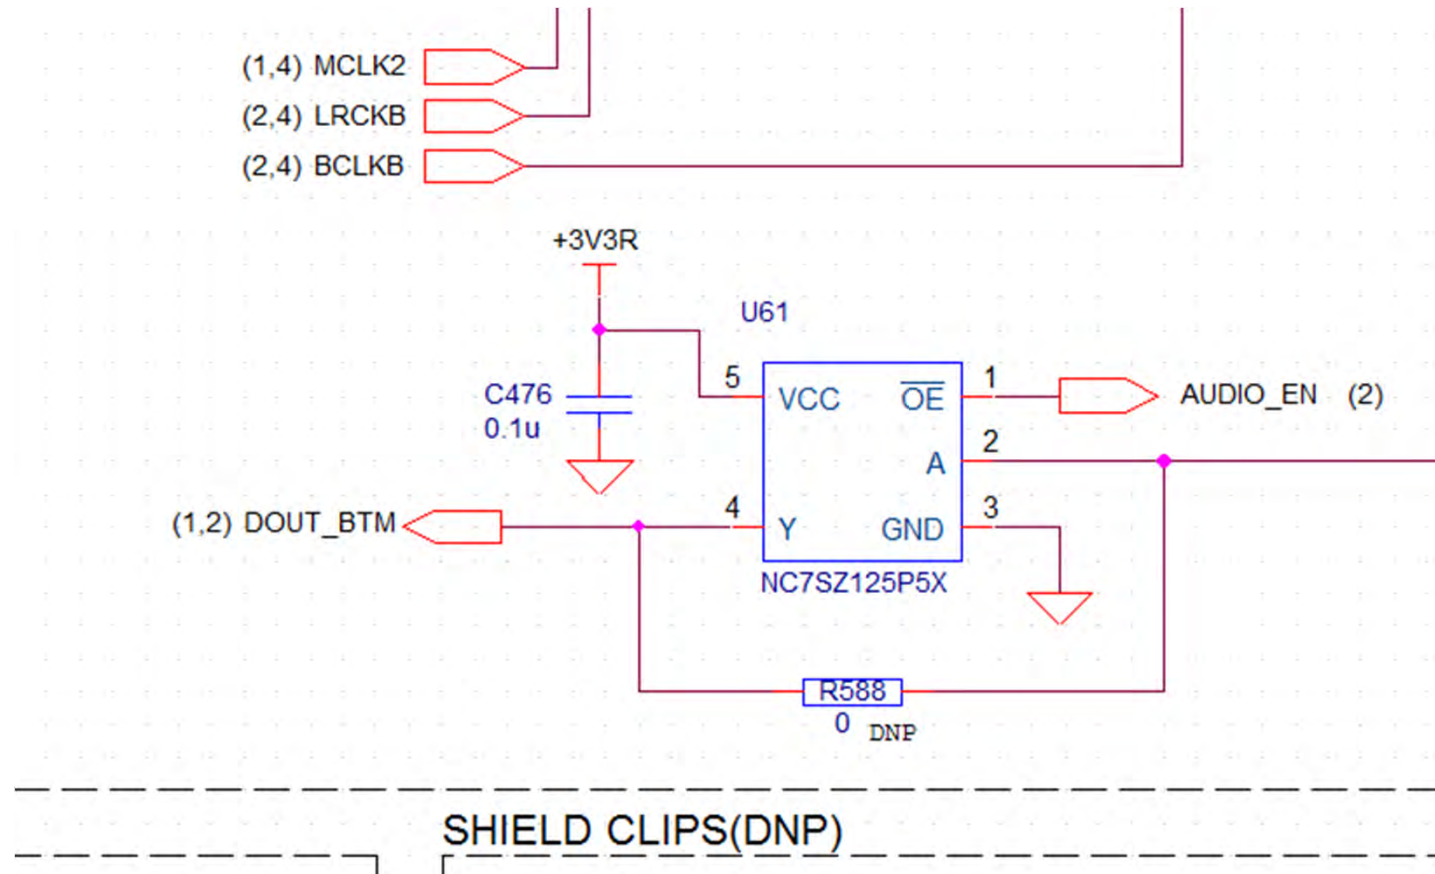 (1,4) MCLK2
(2,4) LRCKB
(2,4) BCLKB
+3V3R
U61
C476
0.1u
5
VCC
OE
1
AUDIO_EN (2)
2
A
(1,2) DOUT_BTM
4
Y
GND
3
NC7SZ125P5X
R588
0
DNP
SHIELD CLIPS(DNP)